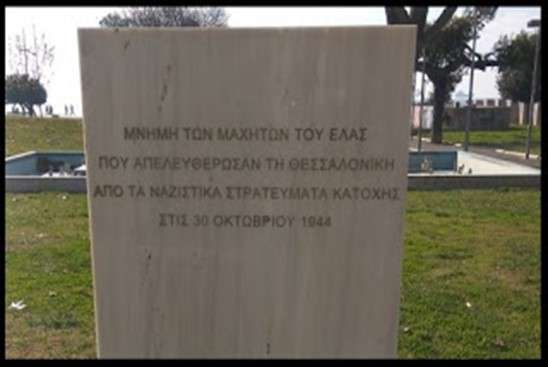 ΜΝΗΜΗ ΤΩΝ ΜΑΧΗΤΩΝ ΤΟΥ ΕΛΑΣ
ΠΟΥ ΑΠΕΛΕΥΘΕΡΩΣΑΝ ΤΗ ΘΕΣΣΑΛΟΝΙΚΗ
ΑΠΟ ΤΑ ΝΑΖΙΣΤΙΚΑ ΣΤΡΑΤΕΥΜΑΤΑ ΚΑΤΟΧΗΣ
ΣΤΙΣ 30 ΟΚΤΩΒΡΙΟΥ 1944